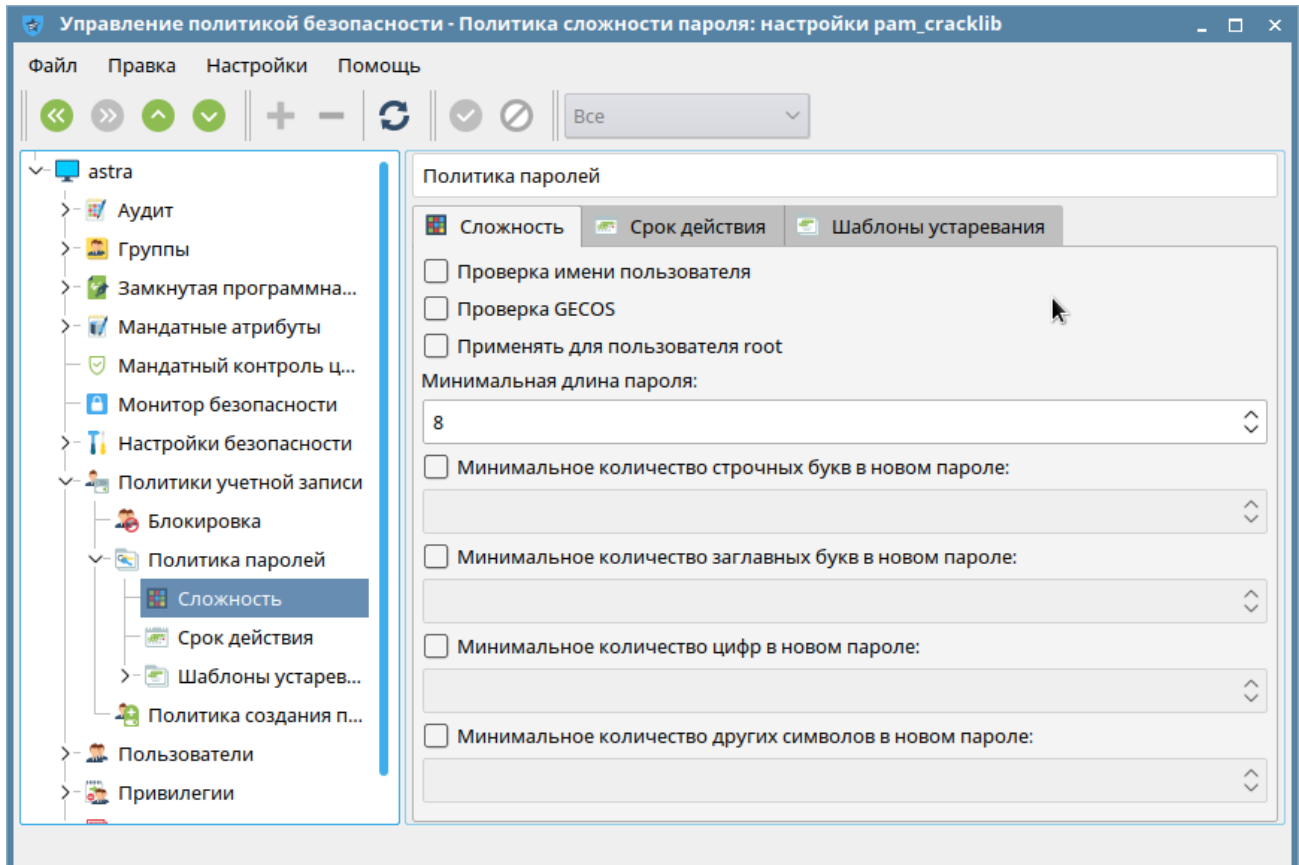 Управление политикой безопасности - Политика сложности пароля: настройки pam_cracklib
Файл Правка Настройки Помощь
Все
astra
Аудит
Группы
Замкнутая программна...
Мандатные атрибуты
Мандатный контроль ц...
Монитор безопасности
Настройки безопасности
Политики учетной записи
Блокировка
Политика паролей
Сложность
Срок действия
Шаблоны устарев...
Политика создания п...
Пользователи
Привилегии
Политика паролей
Сложность Срок действия Шаблоны устаревания
Проверка имени пользователя
Проверка GECOS
Применять для пользователя root
Минимальная длина пароля:
8
Минимальное количество строчных букв в новом пароле:
Минимальное количество заглавных букв в новом пароле:
Минимальное количество цифр в новом пароле:
Минимальное количество других символов в новом пароле: